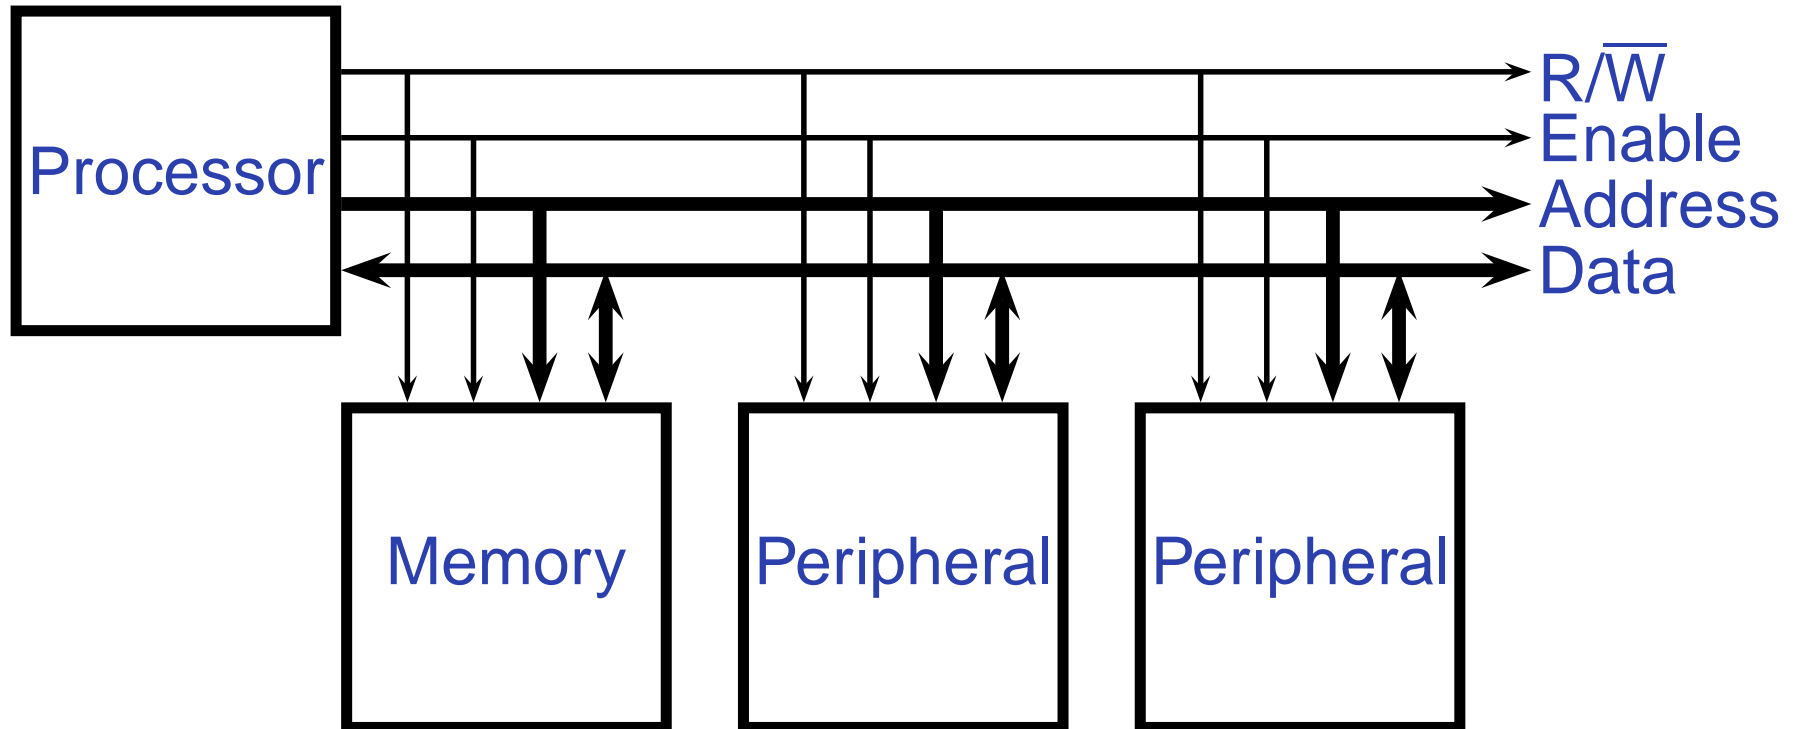 Processor
R/W̅
Enable
Address
Data
Memory
Peripheral
Peripheral